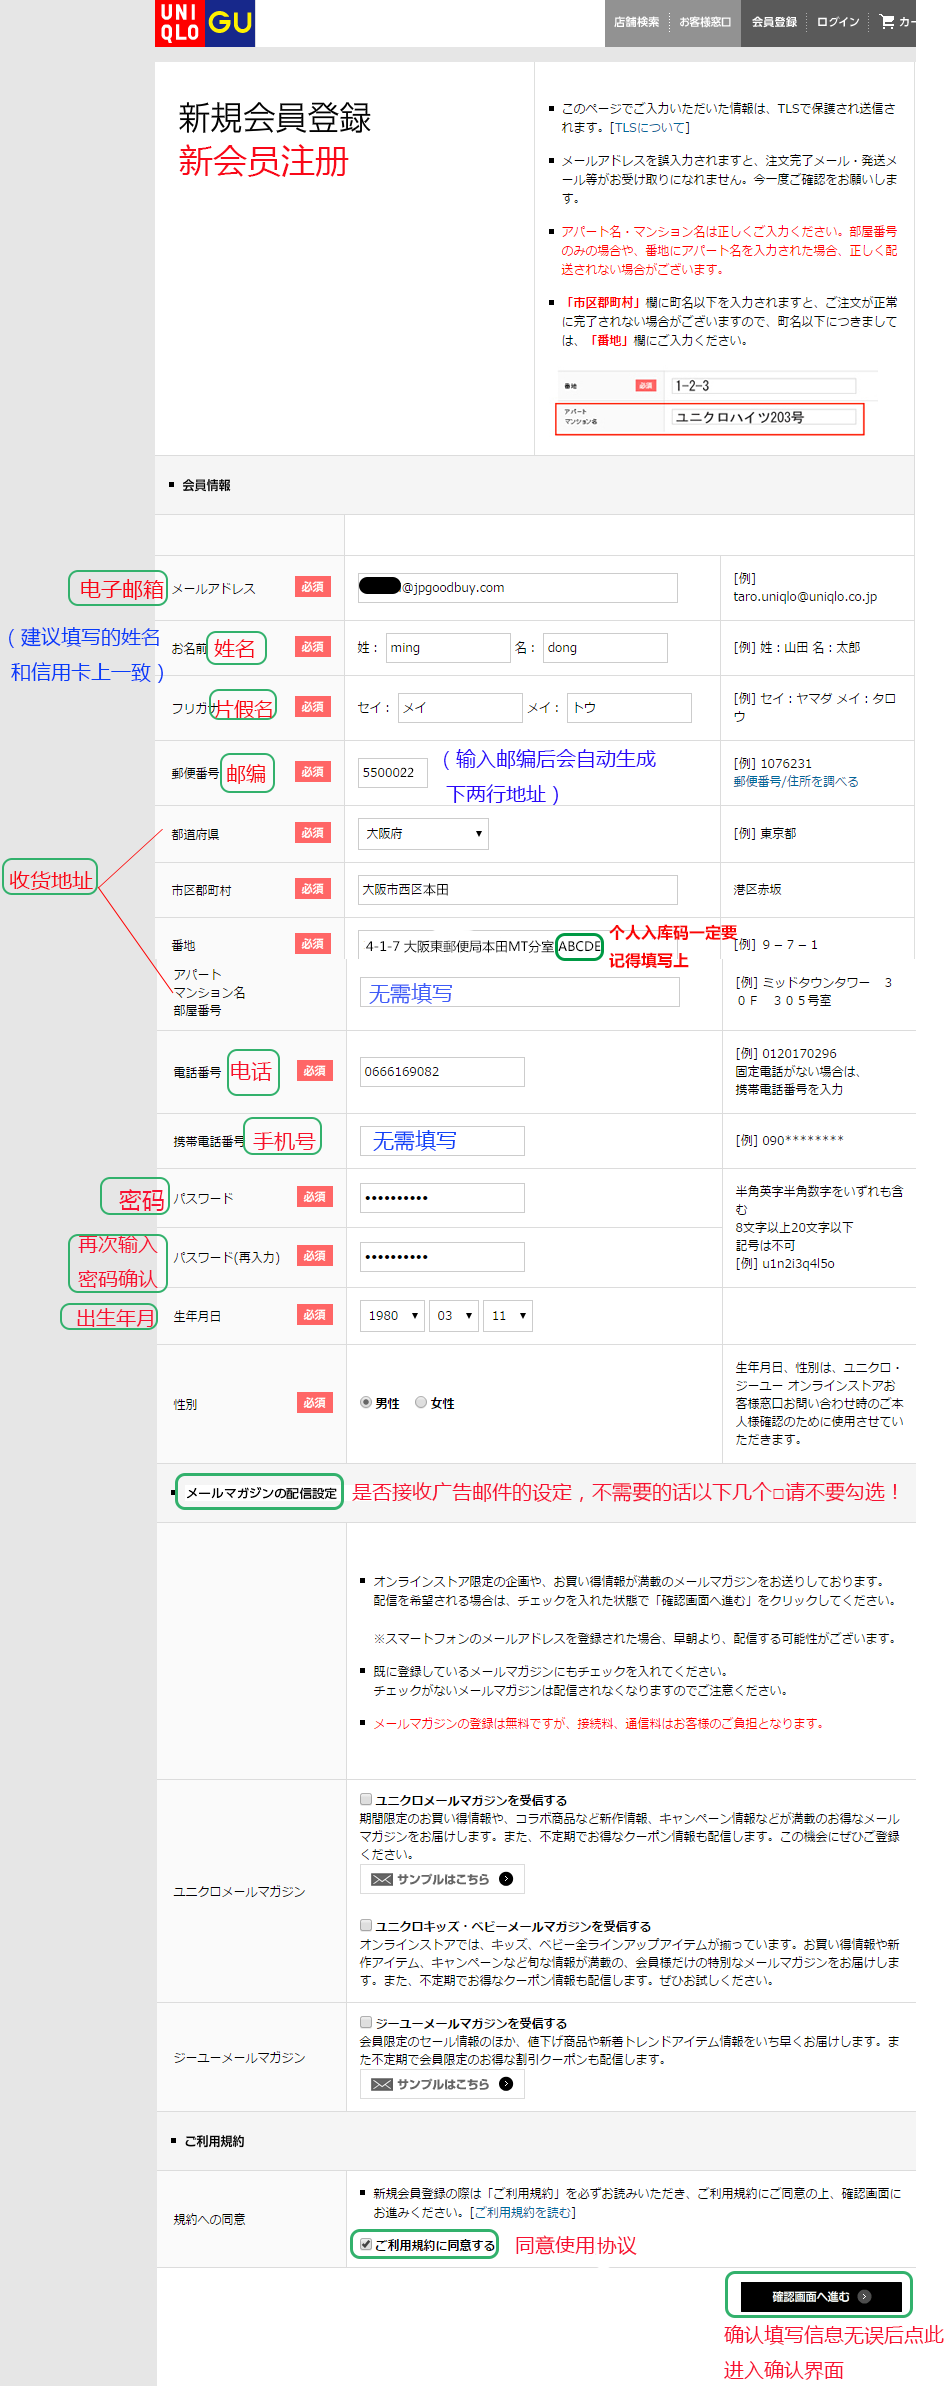 UNI
QLO
GU
店舗検索
お客様窓口
会員登録
ログイン
カー
新規会員登録
新会员注册
このページでご入力いただいた情報は、TLSで保護され送信さ
れます。[TLSについて]
メールアドレスを誤入力されますと、注文完了メール・発送メ
ール等がお受け取りになれません。今一度ご確認をお願いしま
す。
アパート名・マンション名は正しくご入力ください。部屋番号
のみの場合や、番地にアパート名を入力された場合、正しく配
送されない場合がございます。
「市区郡町村」欄に町名以下を入力されますと、ご注文が正常
に完了されない場合がございますので、町名以下につきまして
は、「番地」欄にご入力ください。
番地 必須 1-2-3
アパート
マンション名
ユニクロハイツ203号
会員情報
电子邮箱
メールアドレス 必須
@jpgoodbuy.com
[例]
taro.uniqlo@uniqlo.co.jp
（建议填写的姓名
和信用卡上一致）
お名前 姓名 必須 姓： ming 名： dong [例] 姓：山田 名：太郎
フリガナ 片假名 必須 セイ： メイ メイ： トウ
[例] セイ：ヤマダ メイ：タロ
ウ
郵便番号 邮编 必須 5500022
（输入邮编后会自动生成
下两行地址）
[例] 1076231
郵便番号/住所を調べる
收货地址
都道府県 必須 大阪府 [例] 東京都
市区郡町村 必須 大阪市西区本田 港区赤坂
番地 必須 4-1-7 大阪東郵便局本田MT分室 ABCDE
个人入库码一定要
记得填写上
[例] ９－７－１
アパート
マンション名
部屋番号
无需填写
[例] ミッドタウンタワー　３
０Ｆ　３０５号室
電話番号 电话 必須 0666169082
[例] 0120170296
固定電話がない場合は、
携帯電話番号を入力
携帯電話番号 手机号 无需填写 [例] 090********
密码 パスワード 必須 ••••••••••
半角英字半角数字をいずれも含
む
8文字以上20文字以下
記号は不可
[例] u1n2i3q4l5o
再次输入
密码确认
パスワード(再入力) 必須 ••••••••••
出生年月 生年月日 必須 1980 03 11
性別 必須 男性 女性
生年月日、性別は、ユニクロ・
ジーユー オンラインストアお
客様窓口お問い合わせ時のご本
人様確認のために使用させてい
ただきます。
メールマガジンの配信設定 是否接收广告邮件的设定，不需要的话以下几个□请不要勾选！
オンラインストア限定の企画や、お買い得情報が満載のメールマガジンをお送りしております。
配信を希望される場合は、チェックを入れた状態で「確認画面へ進む」をクリックしてください。
※スマートフォンのメールアドレスを登録された場合、早朝より、配信する可能性がございます。
既に登録しているメールマガジンにもチェックを入れてください。
チェックがないメールマガジンは配信されなくなりますのでご注意ください。
メールマガジンの登録は無料ですが、接続料、通信料はお客様のご負担となります。
ユニクロメールマガジン
ユニクロメールマガジンを受信する
期間限定のお買い得情報や、コラボ商品など新作情報、キャンペーン情報などが満載のお得なメール
マガジンをお届けします。また、不定期でお得なクーポン情報も配信します。この機会にぜひご登録
ください。
サンプルはこちら
ユニクロキッズ・ベビーメールマガジンを受信する
オンラインストアでは、キッズ、ベビー全ラインアップアイテムが揃っています。お買い得情報や新
作アイテム、キャンペーンなど旬な情報が満載の、会員様だけの特別なメールマガジンをお届けしま
す。また、不定期でお得なクーポン情報も配信します。ぜひお試しください。
ジーユーメールマガジン
ジーユーメールマガジンを受信する
会員限定のセール情報のほか、値下げ商品や新着トレンドアイテム情報をいち早くお届けします。ま
た不定期で会員限定のお得な割引クーポンも配信します。
サンプルはこちら
ご利用規約
規約への同意
新規会員登録の際は「ご利用規約」を必ずお読みいただき、ご利用規約にご同意の上、確認画面に
お進みください。[ご利用規約を読む]
ご利用規約に同意する 同意使用协议
確認画面へ進む
确认填写信息无误后点此
进入确认界面